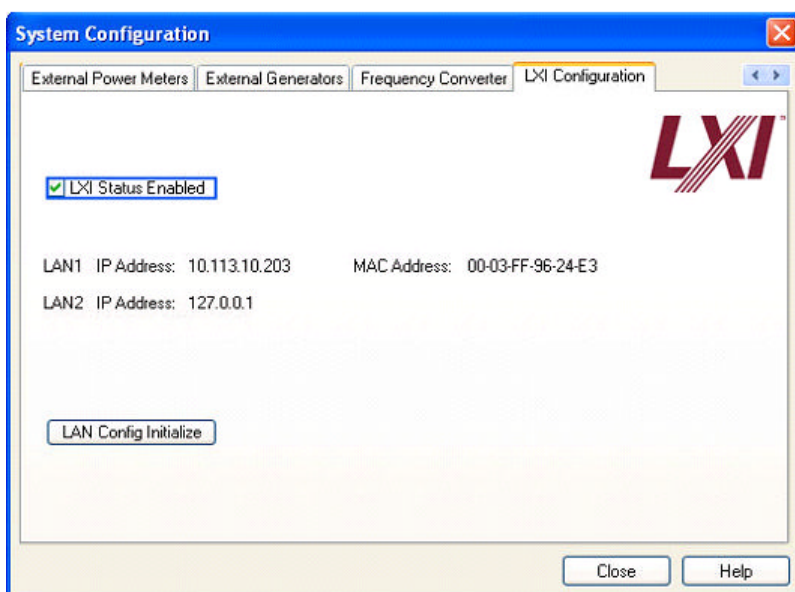 System Configuration
External Power Meters External Generators Frequency Converter LXI Configuration
LXI™
LXI Status Enabled
LAN1 IP Address: 10.113.10.203 MAC Address: 00-03-FF-96-24-E3
LAN2 IP Address: 127.0.0.1
LAN Config Initialize
Close Help